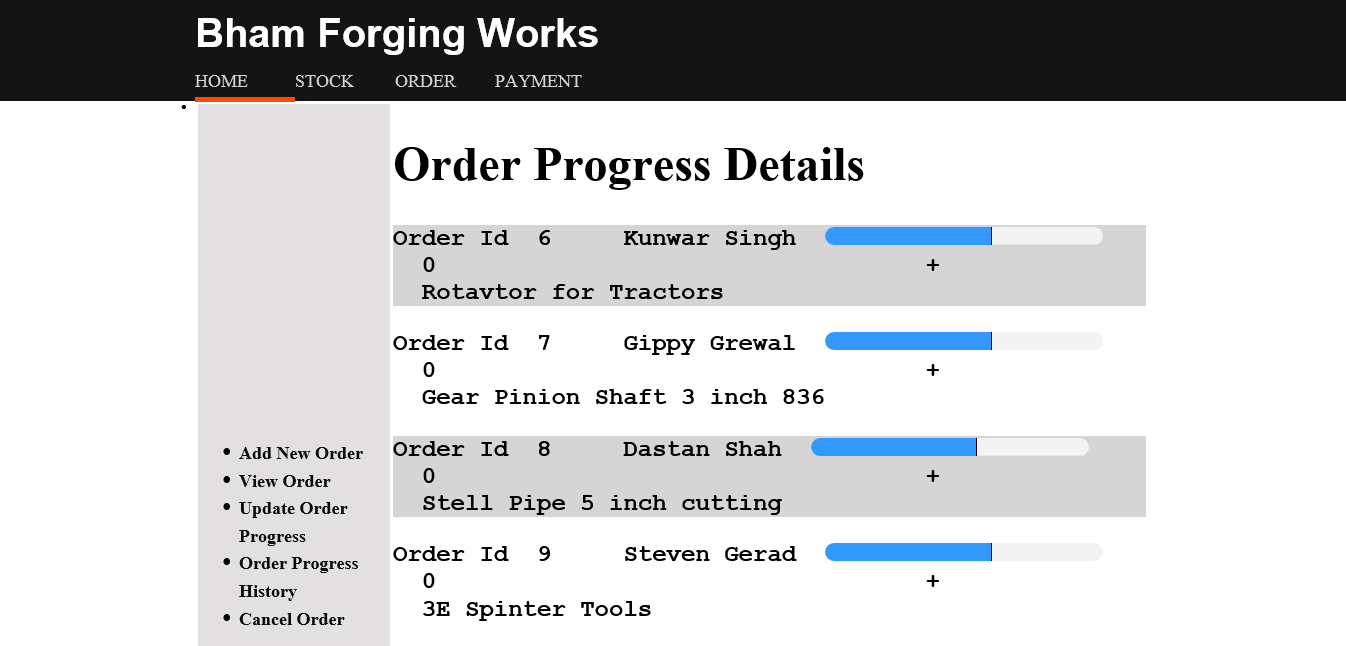 Bham Forging Works
HOME STOCK ORDER PAYMENT
Order Progress Details
Order Id 6 Kunwar Singh
0 +
Rotavtor for Tractors
Order Id 7 Gippy Grewal
0 +
Gear Pinion Shaft 3 inch 836
Order Id 8 Dastan Shah
0 +
Stell Pipe 5 inch cutting
Order Id 9 Steven Gerad
0 +
3E Spinter Tools
• Add New Order
• View Order
• Update Order
Progress
• Order Progress
History
• Cancel Order